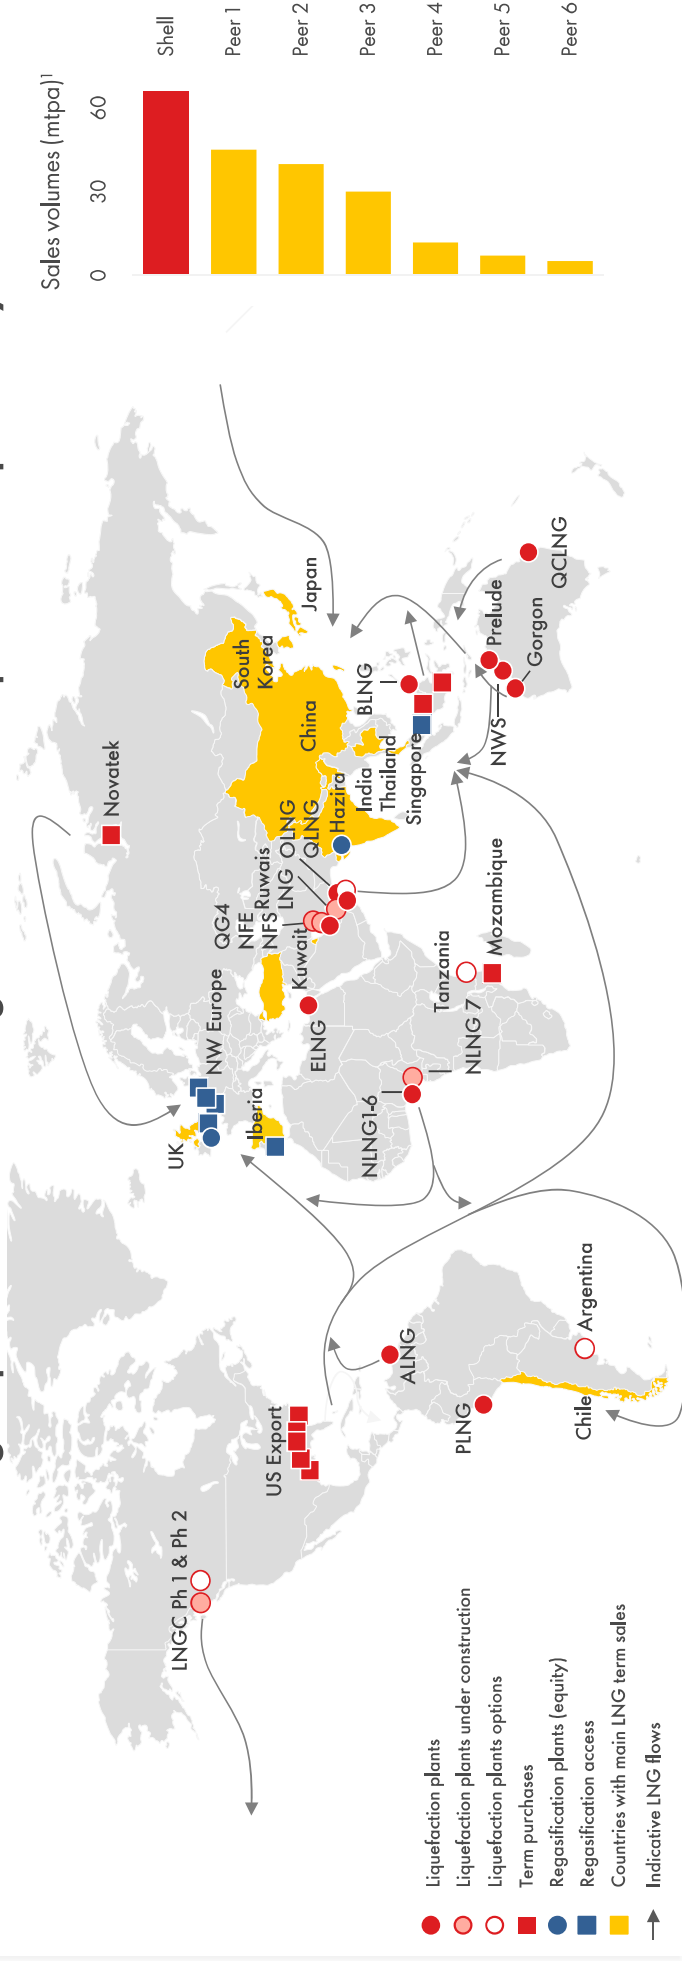 LNGC Ph 1 & Ph 2
US Export
ALNG
PLNG
Chile
Argentina
UK
NW Europe
Iberia
NLNG1-6
NLNG 7
ELNG
Kuwait
QG4
NFE
NFS
Ruwais
LNG
OLNG
QLNG
Tanzania
Mozambique
Novatek
Hazira
India
Thailand
Singapore
China
South
Korea
Japan
BLNG
NWS
Prelude
Gorgon
QCLNG
Liquefaction plants
Liquefaction plants under construction
Liquefaction plants options
Term purchases
Regasification plants (equity)
Regasification access
Countries with main LNG term sales
Indicative LNG flows
Sales volumes (mtpa)¹
60
30
0
Shell
Peer 1
Peer 2
Peer 3
Peer 4
Peer 5
Peer 6